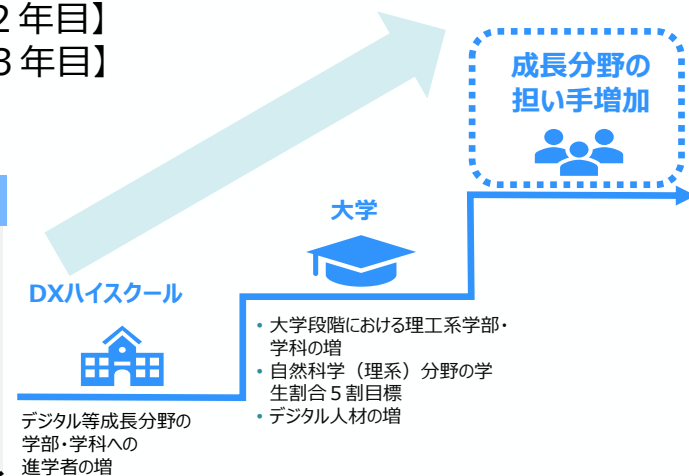 ２年目】
３年目】
成長分野の
担い手増加
大学
DXハイスクール
• 大学段階における理工系学部・
学科の増
• 自然科学（理系）分野の学
生割合５割目標
• デジタル人材の増
デジタル等成長分野の
学部・学科への
進学者の増